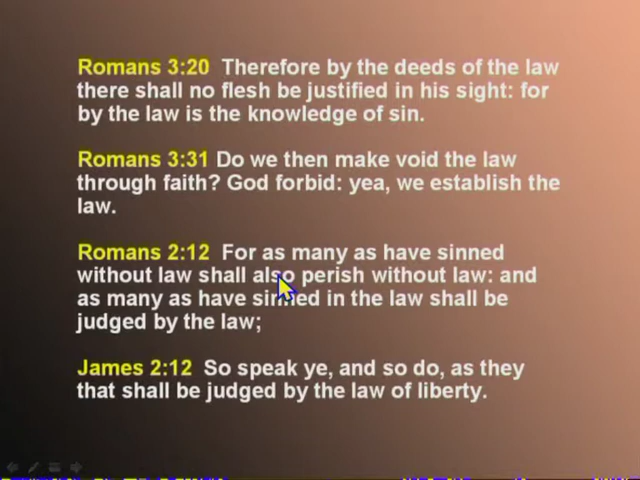 Romans 3:20 Therefore by the deeds of the law
there shall no flesh be justified in his sight: for
by the law is the knowledge of sin.
Romans 3:31 Do we then make void the law
through faith? God forbid: yea, we establish the
law.
Romans 2:12 For as many as have sinned
without law shall also perish without law: and
as many as have sinned in the law shall be
judged by the law;
James 2:12 So speak ye, and so do, as they
that shall be judged by the law of liberty.